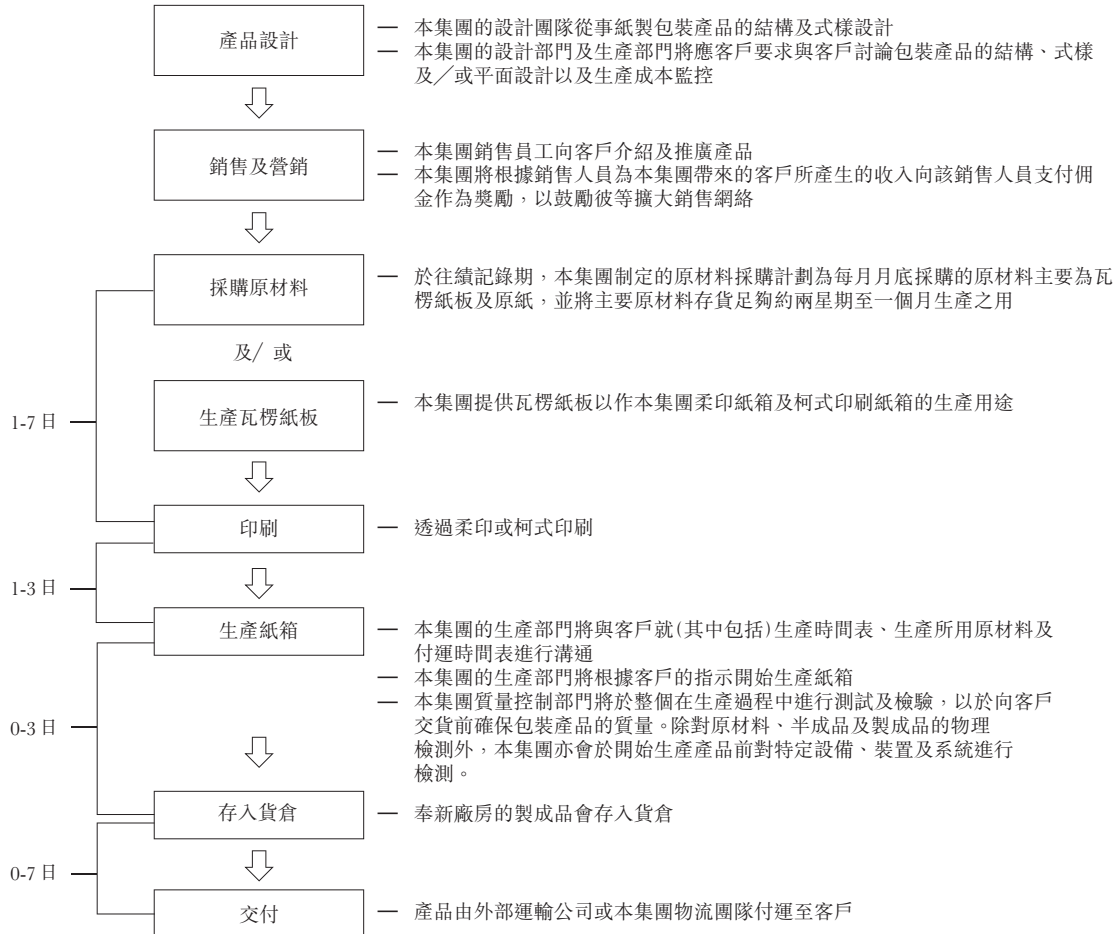 產品設計
— 本集團的設計團隊從事紙製包裝產品的結構及式樣設計
— 本集團的設計部門及生產部門將應客戶要求與客戶討論包裝產品的結構、式樣
及╱或平面設計以及生產成本監控
銷售及營銷
— 本集團銷售員工向客戶介紹及推廣產品
— 本集團將根據銷售人員為本集團帶來的客戶所產生的收入向該銷售人員支付佣
金作為獎勵，以鼓勵彼等擴大銷售網絡
採購原材料
— 於往績記錄期，本集團制定的原材料採購計劃為每月月底採購的原材料主要為瓦
楞紙板及原紙，並將主要原材料存貨足夠約兩星期至一個月生產之用
及╱ 或
1-7 日
生產瓦楞紙板
— 本集團提供瓦楞紙板以作本集團柔印紙箱及柯式印刷紙箱的生產用途
印刷
— 透過柔印或柯式印刷
1-3 日
生產紙箱
— 本集團的生產部門將與客戶就(其中包括)生產時間表、生產所用原材料及
付運時間表進行溝通
— 本集團的生產部門將根據客戶的指示開始生產紙箱
— 本集團質量控制部門將於整個在生產過程中進行測試及檢驗，以於向客戶
交貨前確保包裝產品的質量。除對原材料、半成品及製成品的物理
檢測外，本集團亦會於開始生產產品前對特定設備、裝置及系統進行
檢測。
0-3 日
存入貨倉
— 奉新廠房的製成品會存入貨倉
0-7 日
交付
— 產品由外部運輸公司或本集團物流團隊付運至客戶